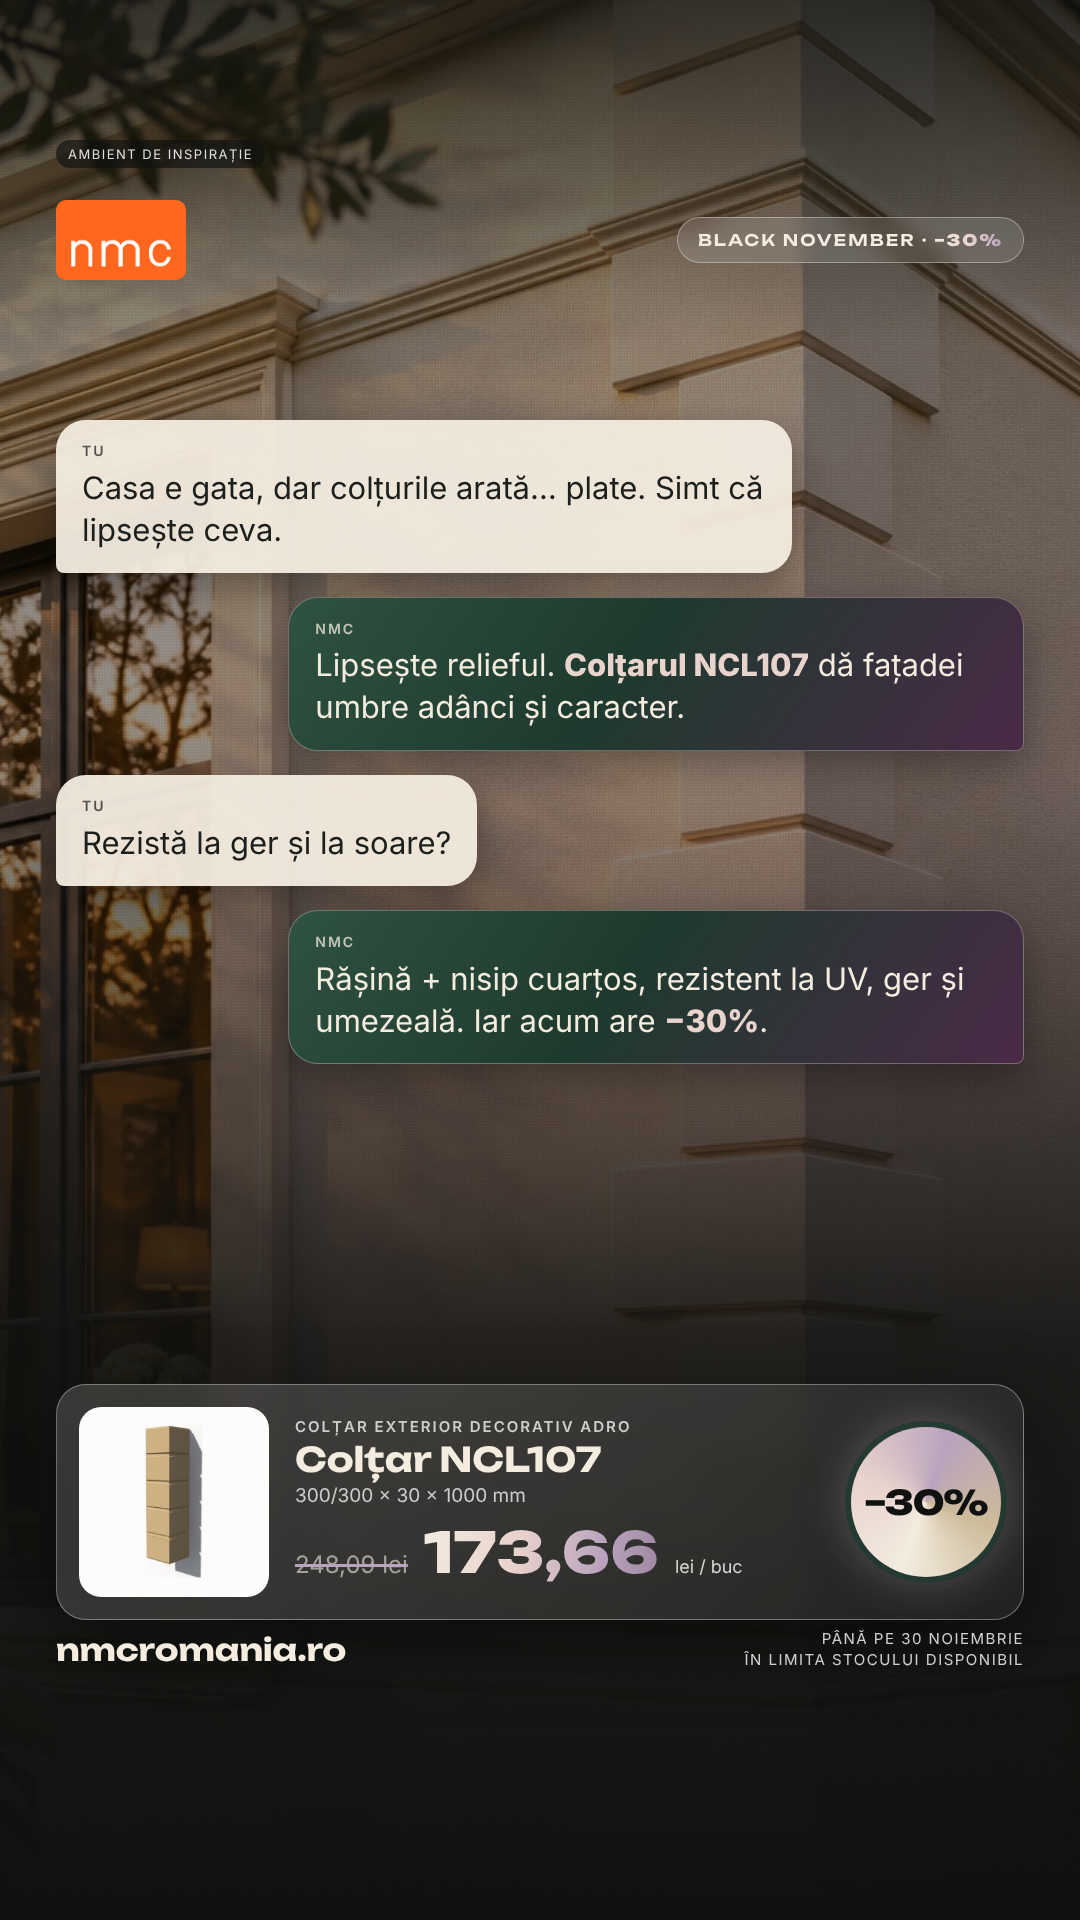 AMBIENT DE INSPIRAȚIE
nmc
BLACK NOVEMBER · −30%
TU
Casa e gata, dar colțurile arată… plate. Simt că
lipsește ceva.
NMC
Lipsește relieful. Colțarul NCL107 dă fațadei
umbre adânci și caracter.
TU
Rezistă la ger și la soare?
NMC
Rășină + nisip cuarțos, rezistent la UV, ger și
umezeală. Iar acum are −30%.
COLȚAR EXTERIOR DECORATIV ADRO
Colțar NCL107
300/300 × 30 × 1000 mm
248,09 lei 173,66 lei / buc
−30%
nmcromania.ro
PÂNĂ PE 30 NOIEMBRIE
ÎN LIMITA STOCULUI DISPONIBIL